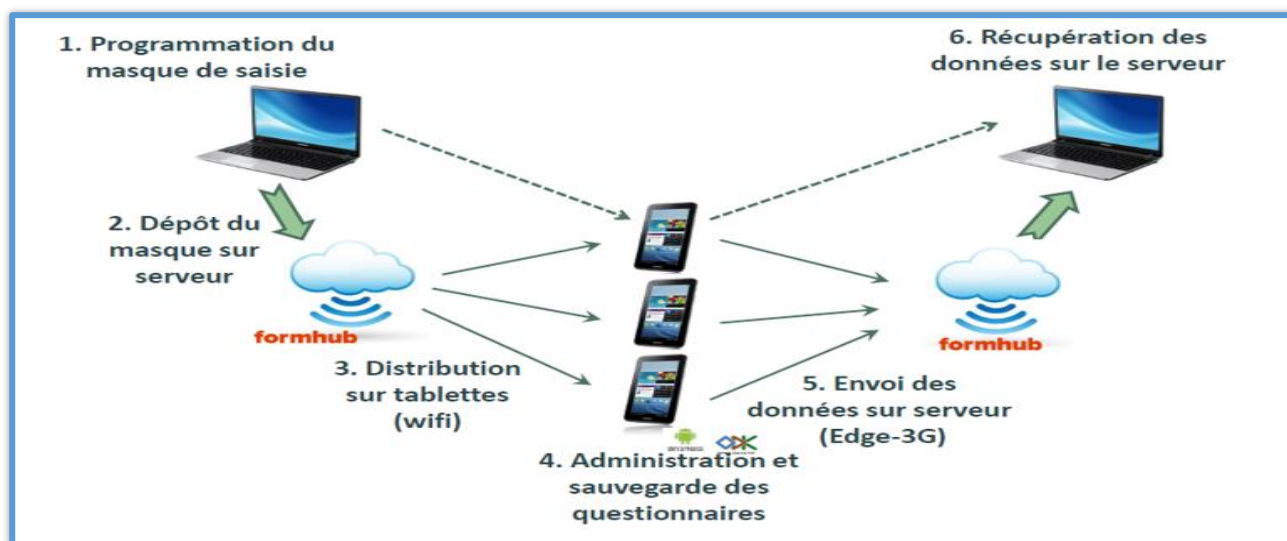 1. Programmation du
masque de saisie
2. Dépôt du
masque sur
serveur
formhub
3. Distribution
sur tablettes
(wifi)
4. Administration et
sauvegarde des
questionnaires
5. Envoi des
données sur serveur
(Edge-3G)
formhub
6. Récupération des
données sur le serveur